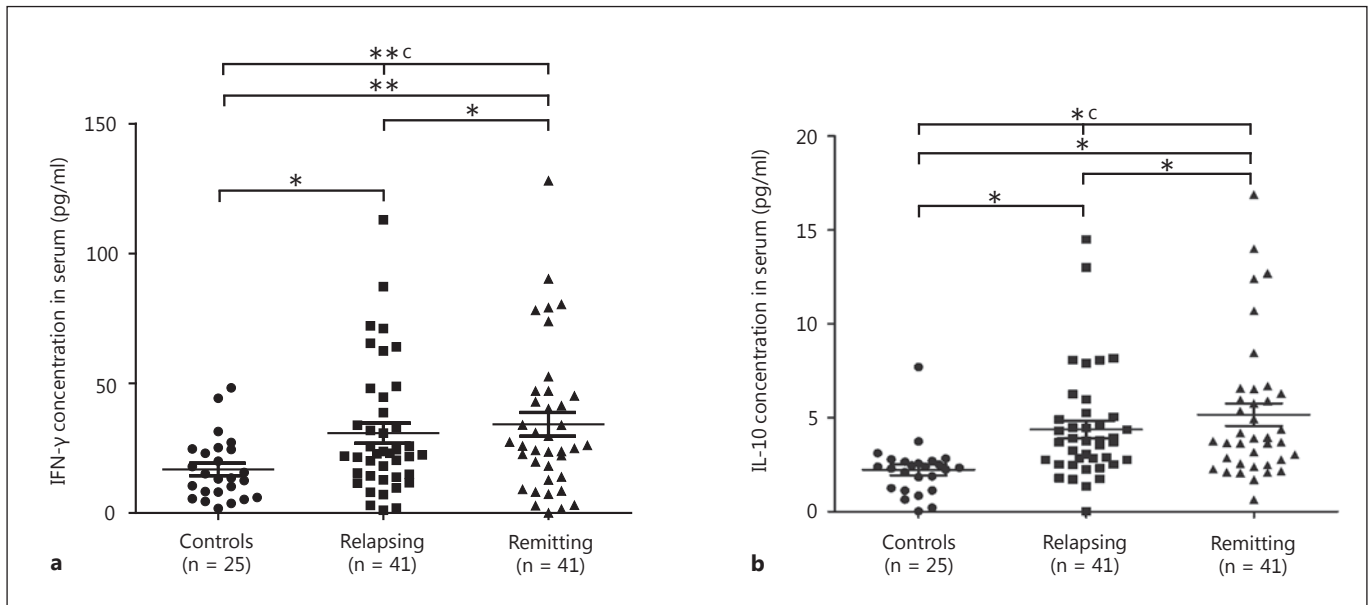 **c
**
*
*
150
100
50
0
IFN-γ concentration in serum (pg/ml)
Controls
(n = 25)
Relapsing
(n = 41)
Remitting
(n = 41)
a
*c
*
*
*
20
15
10
5
0
IL-10 concentration in serum (pg/ml)
Controls
(n = 25)
Relapsing
(n = 41)
Remitting
(n = 41)
b